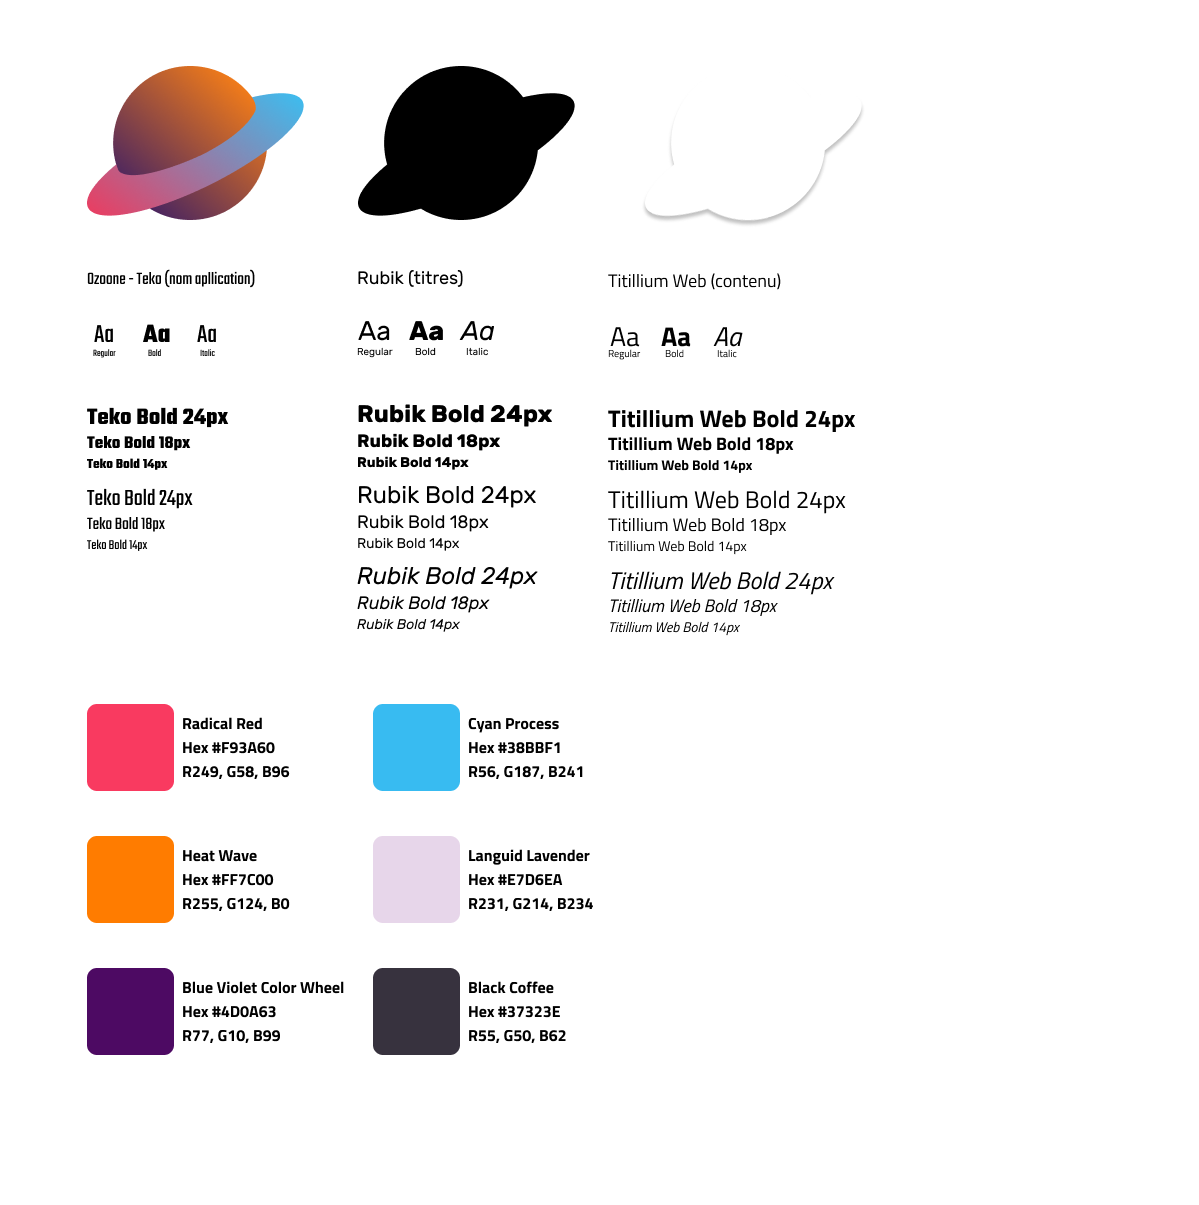 Ozoone - Teko (nom apllication)
Aa Aa Aa
Regular Bold Italic
Teko Bold 24px
Teko Bold 18px
Teko Bold 14px
Teko Bold 24px
Teko Bold 18px
Teko Bold 14px
Rubik (titres)
Aa Aa Aa
Regular Bold Italic
Rubik Bold 24px
Rubik Bold 18px
Rubik Bold 14px
Rubik Bold 24px
Rubik Bold 18px
Rubik Bold 14px
Rubik Bold 24px
Rubik Bold 18px
Rubik Bold 14px
Titillium Web (contenu)
Aa Aa Aa
Regular Bold Italic
Titillium Web Bold 24px
Titillium Web Bold 18px
Titillium Web Bold 14px
Titillium Web Bold 24px
Titillium Web Bold 18px
Titillium Web Bold 14px
Titillium Web Bold 24px
Titillium Web Bold 18px
Titillium Web Bold 14px
Radical Red
Hex #F93A60
R249, G58, B96
Cyan Process
Hex #38BBF1
R56, G187, B241
Heat Wave
Hex #FF7C00
R255, G124, B0
Languid Lavender
Hex #E7D6EA
R231, G214, B234
Blue Violet Color Wheel
Hex #4D0A63
R77, G10, B99
Black Coffee
Hex #37323E
R55, G50, B62